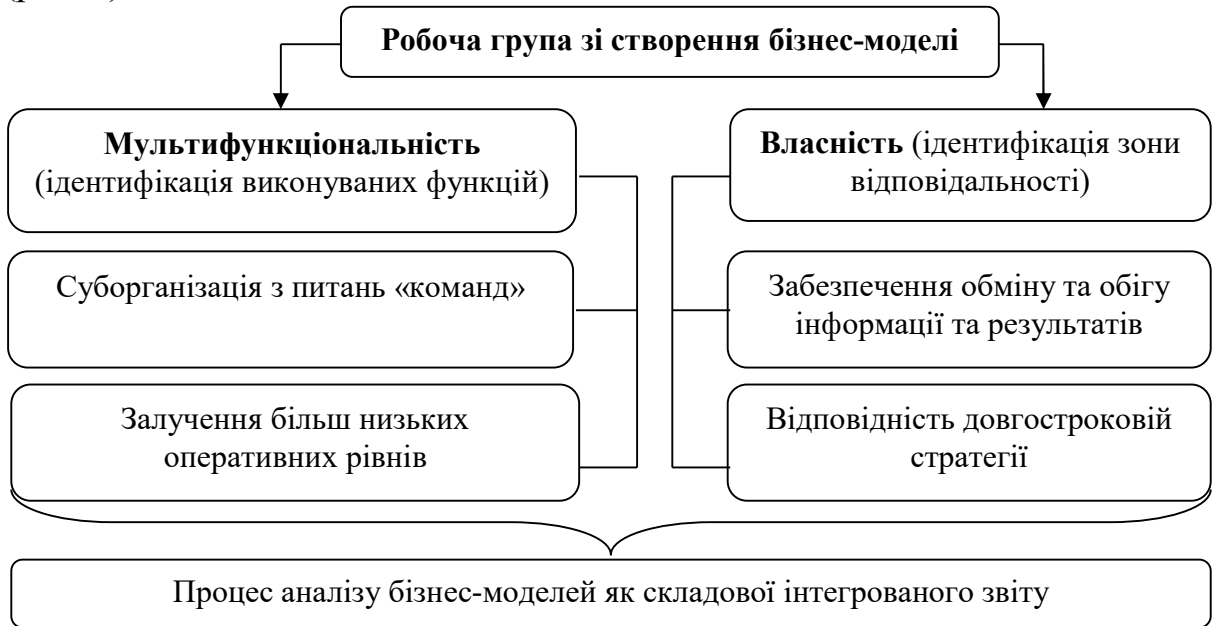 Робоча група зі створення бізнес-моделі
Мультифункціональність
(ідентифікація виконуваних функцій)
Власність (ідентифікація зони
відповідальності)
Суборганізація з питань «команд»
Забезпечення обміну та обігу
інформації та результатів
Залучення більш низьких
оперативних рівнів
Відповідність довгостроковій
стратегії
Процес аналізу бізнес-моделей як складової інтегрованого звіту